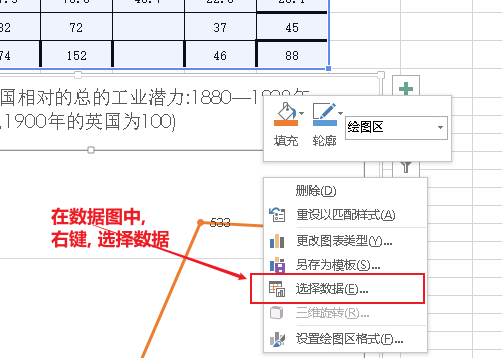 82 72 37 45
74 152 46 88
国相对的总的工业潜力:1880—1938年
,1900年的英国为100)
填充 轮廓 绘图区
533
在数据图中,
右键, 选择数据
删除(D)
重设以匹配样式(A)
更改图表类型(Y)...
另存为模板(S)...
选择数据(E)...
三维旋转(R)...
设置绘图区格式(F)...